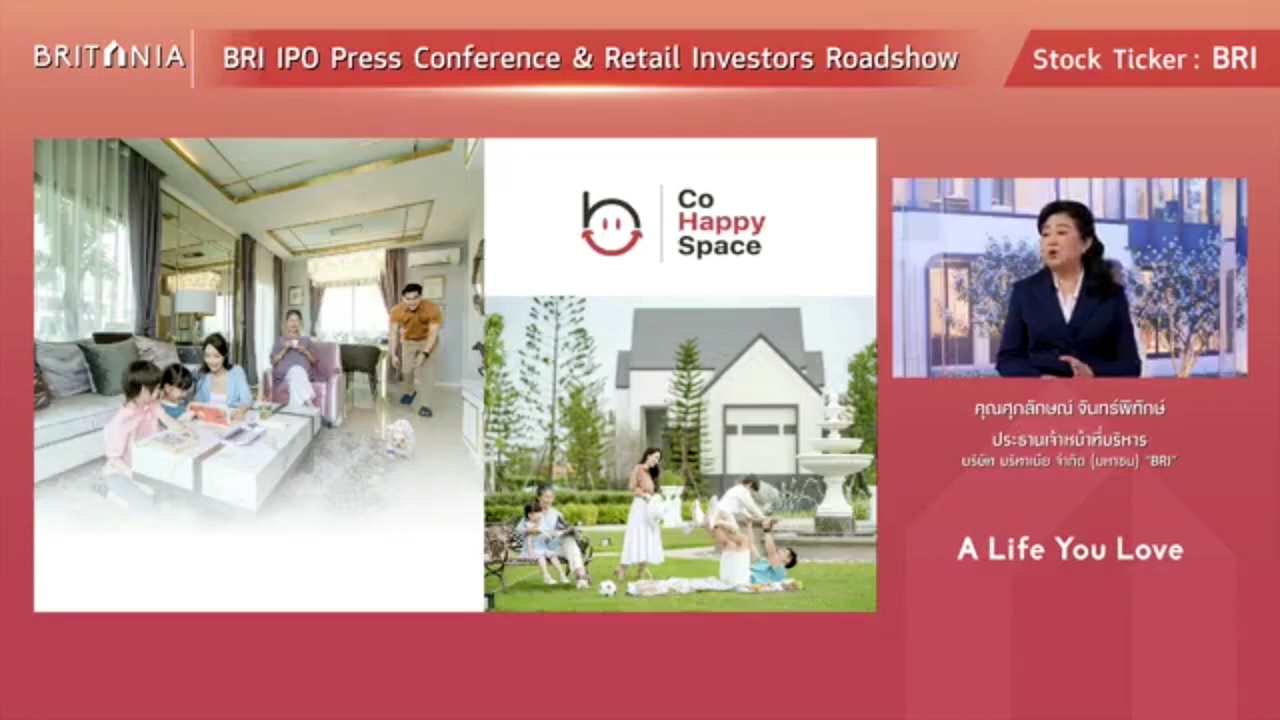 BRITANIA
BRI IPO Press Conference & Retail Investors Roadshow
Stock Ticker : BRI
Co
Happy
Space
คุณศุภลักษณ์ จันทร์พิทักษ์
ประธานเจ้าหน้าที่บริหาร
บริษัท บริทาเนีย จำกัด (มหาชน) "BRI"
A Life You Love